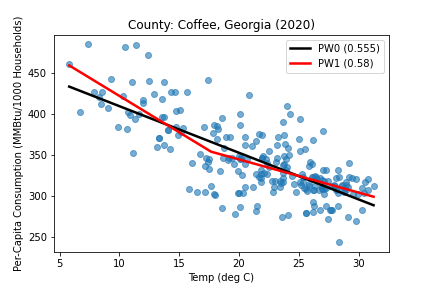 County: Coffee, Georgia (2020)
Per-Capita Consumption (MMBtu/1000 Households)
450
400
350
300
250
PW0 (0.555)
PW1 (0.58)
5 10 15 20 25 30
Temp (deg C)